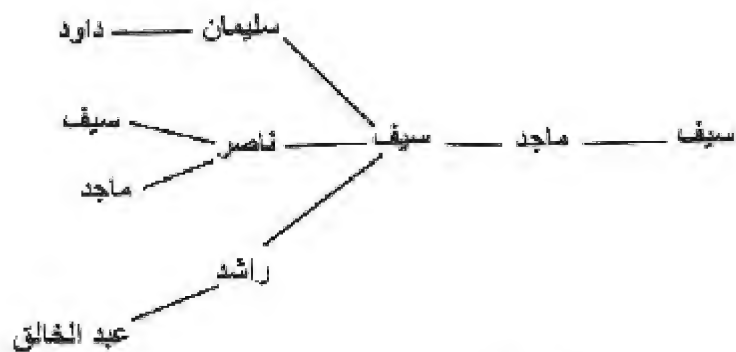 سليمان داود
سيف
سيف ماجد سيف ناصر
ماجد
راشد
عبد الخالق